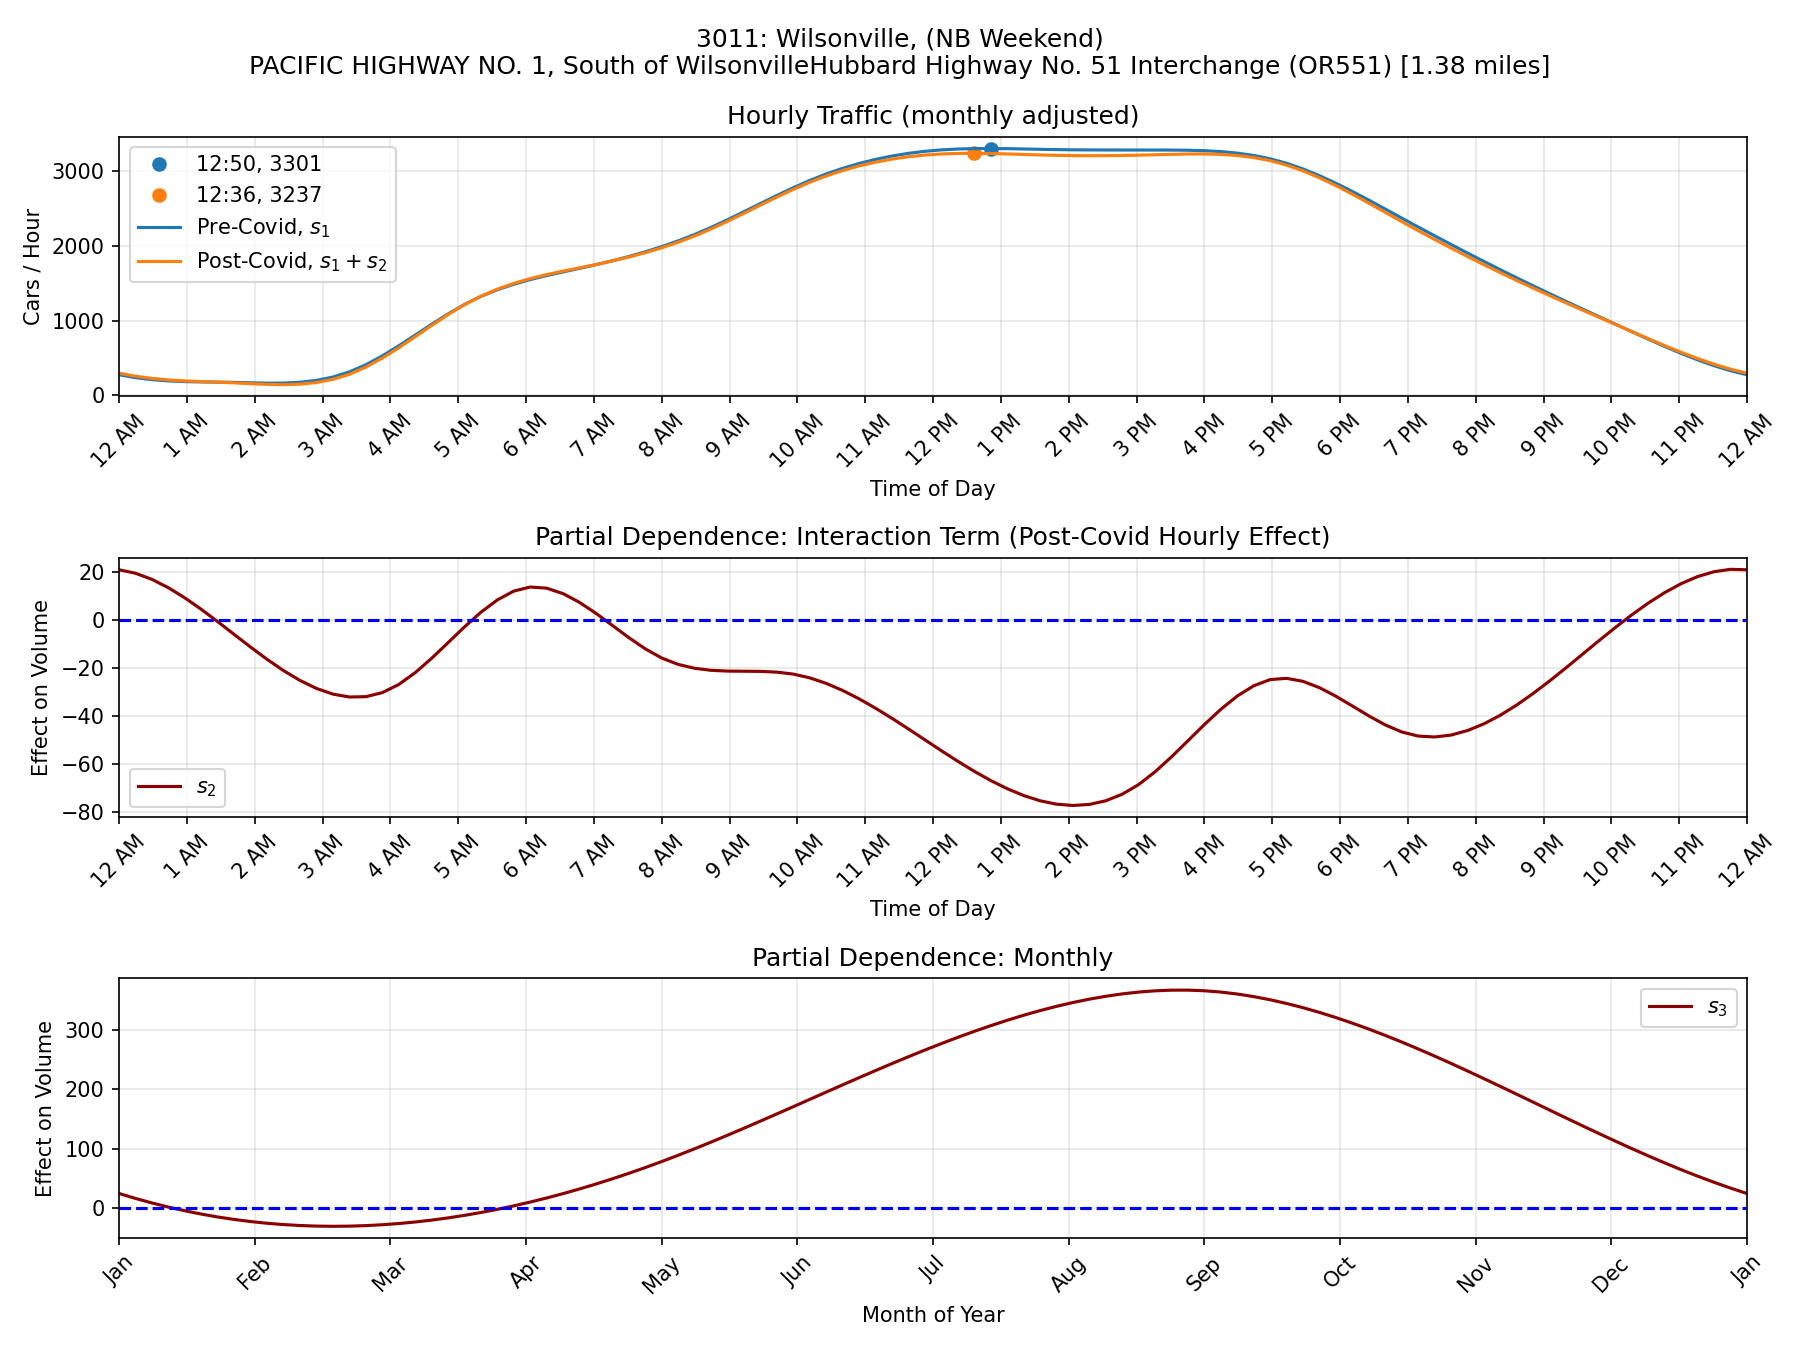 3011: Wilsonville, (NB Weekend)
PACIFIC HIGHWAY NO. 1, South of WilsonvilleHubbard Highway No. 51 Interchange (OR551) [1.38 miles]
Hourly Traffic (monthly adjusted)
12:50, 3301
12:36, 3237
Pre-Covid, s₁
Post-Covid, s₁ + s₂
Cars / Hour
3000
2000
1000
0
12 AM 1 AM 2 AM 3 AM 4 AM 5 AM 6 AM 7 AM 8 AM 9 AM 10 AM 11 AM 12 PM 1 PM 2 PM 3 PM 4 PM 5 PM 6 PM 7 PM 8 PM 9 PM 10 PM 11 PM 12 AM
Time of Day
Partial Dependence: Interaction Term (Post-Covid Hourly Effect)
Effect on Volume
20
0
−20
−40
−60
−80
s₂
12 AM 1 AM 2 AM 3 AM 4 AM 5 AM 6 AM 7 AM 8 AM 9 AM 10 AM 11 AM 12 PM 1 PM 2 PM 3 PM 4 PM 5 PM 6 PM 7 PM 8 PM 9 PM 10 PM 11 PM 12 AM
Time of Day
Partial Dependence: Monthly
Effect on Volume
300
200
100
0
s₃
Jan Feb Mar Apr May Jun Jul Aug Sep Oct Nov Dec Jan
Month of Year